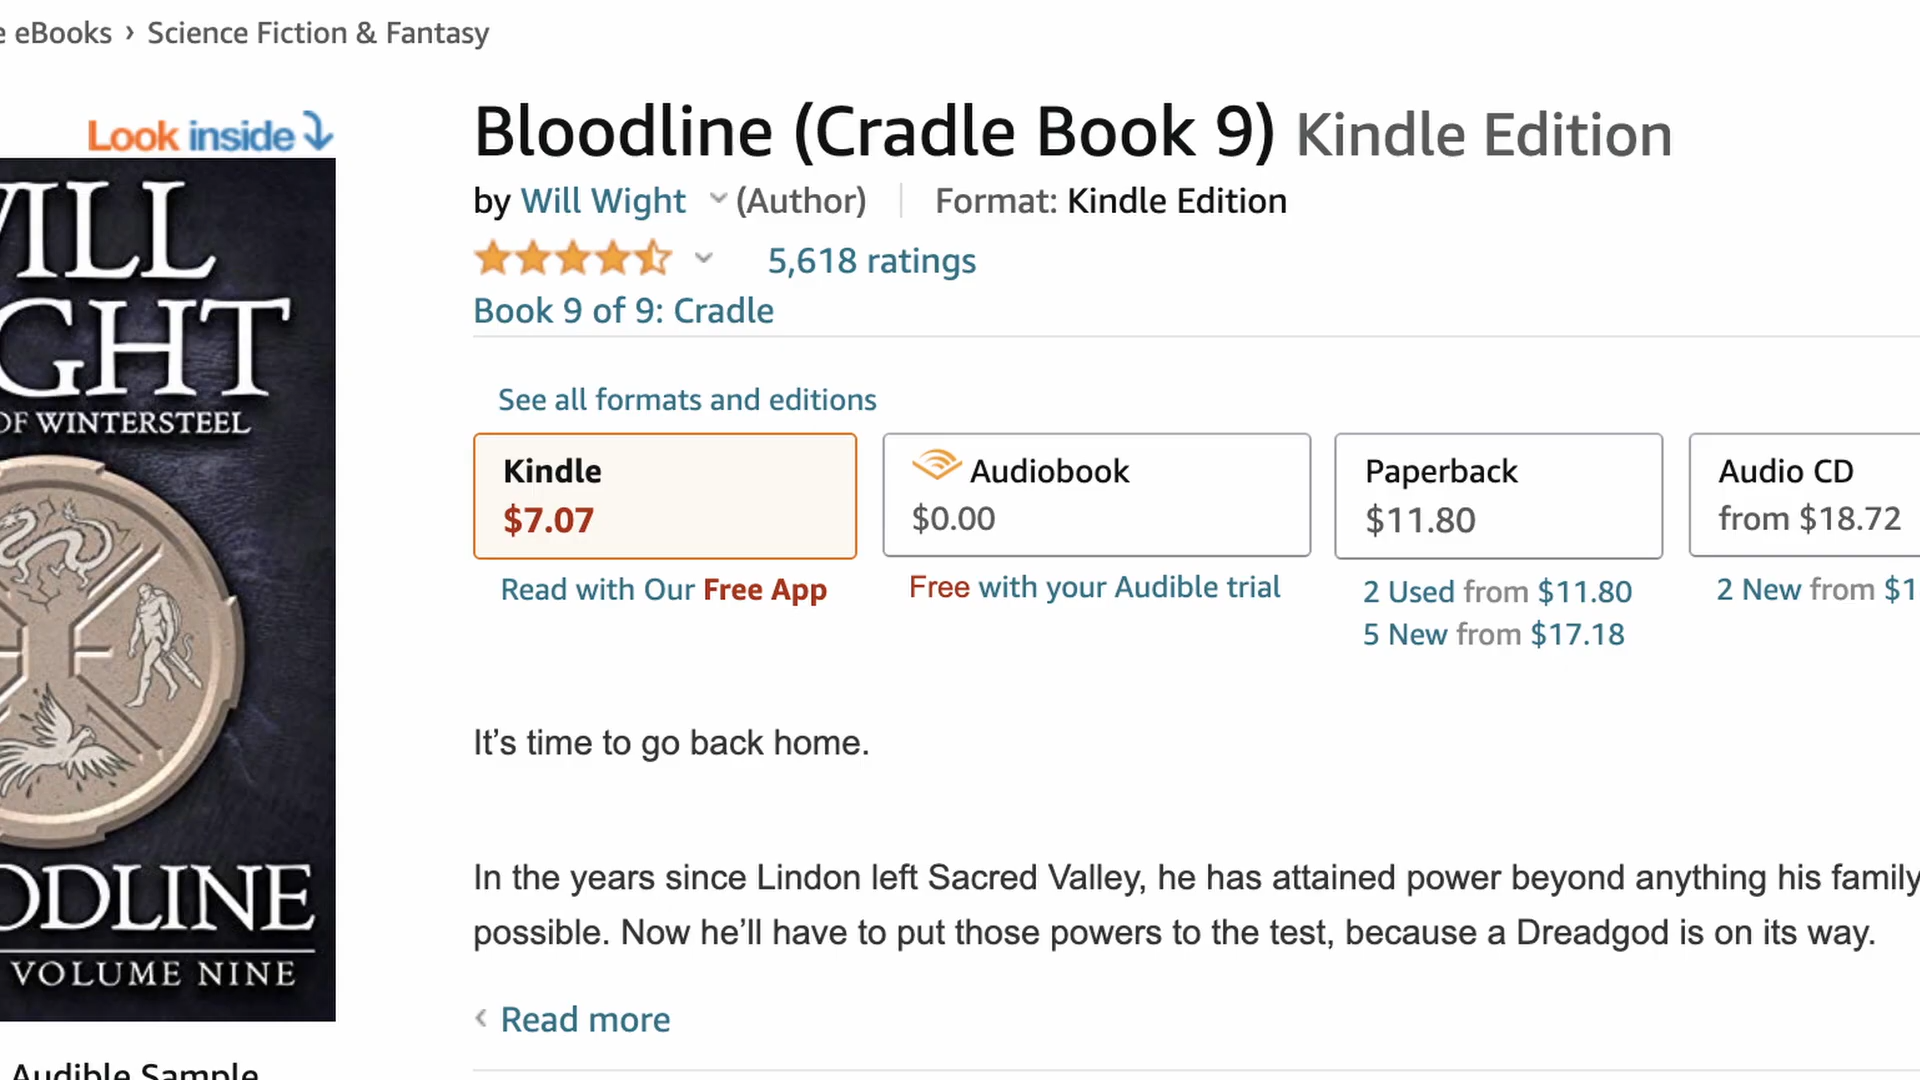 eBooks › Science Fiction & Fantasy
Look inside
Bloodline (Cradle Book 9) Kindle Edition
by Will Wight (Author) Format: Kindle Edition
5,618 ratings
Book 9 of 9: Cradle
See all formats and editions
Kindle
$7.07
Read with Our Free App
Audiobook
$0.00
Free with your Audible trial
Paperback
$11.80
2 Used from $11.80
5 New from $17.18
Audio CD
from $18.72
2 New from $1
It’s time to go back home.
In the years since Lindon left Sacred Valley, he has attained power beyond anything his family
possible. Now he’ll have to put those powers to the test, because a Dreadgod is on its way.
‹ Read more
ILL
GHT
OF WINTERSTEEL
ODLINE
VOLUME NINE
Audible Sample